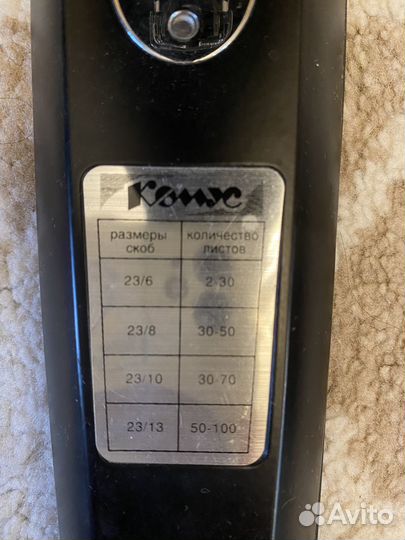 Комус
размеры скоб количество листов
23/6 2-30
23/8 30-50
23/10 30-70
23/13 50-100
Avito